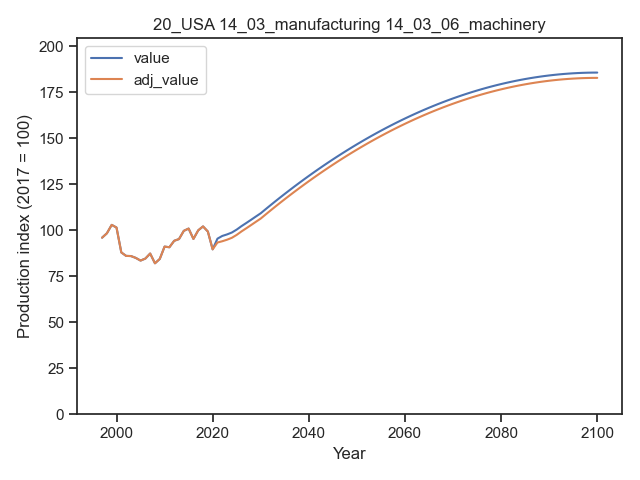 20_USA 14_03_manufacturing 14_03_06_machinery
value
adj_value
Production index (2017 = 100)
200
175
150
125
100
75
50
25
0
2000 2020 2040 2060 2080 2100
Year